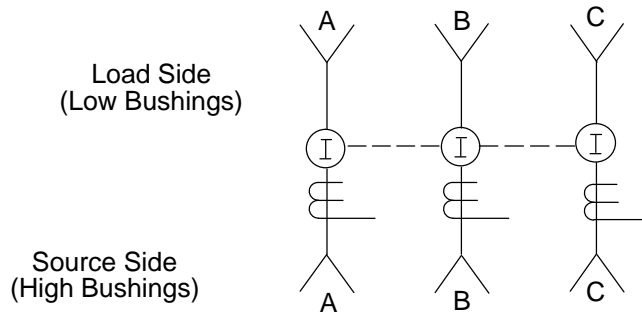 A B C
Load Side
(Low Bushings)
I I I
Source Side
(High Bushings)
A B C